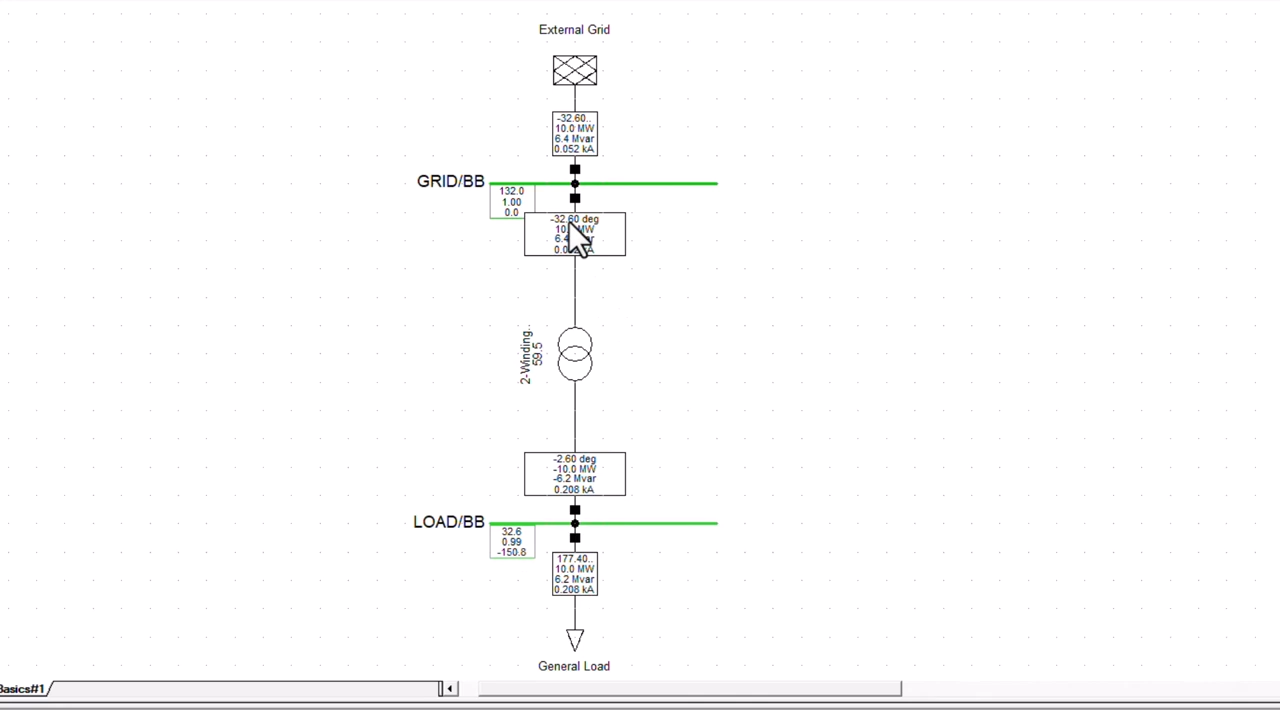 External Grid
-32.60..
10.0 MW
6.4 Mvar
0.052 kA
GRID/BB
132.0
1.00
0.0
-32.60 deg
MW
kA
2-Winding..
59.5
-2.60 deg
-10.0 MW
-6.2 Mvar
0.208 kA
LOAD/BB
32.6
0.99
-150.8
177.40..
10.0 MW
6.2 Mvar
0.208 kA
General Load
Basics#1